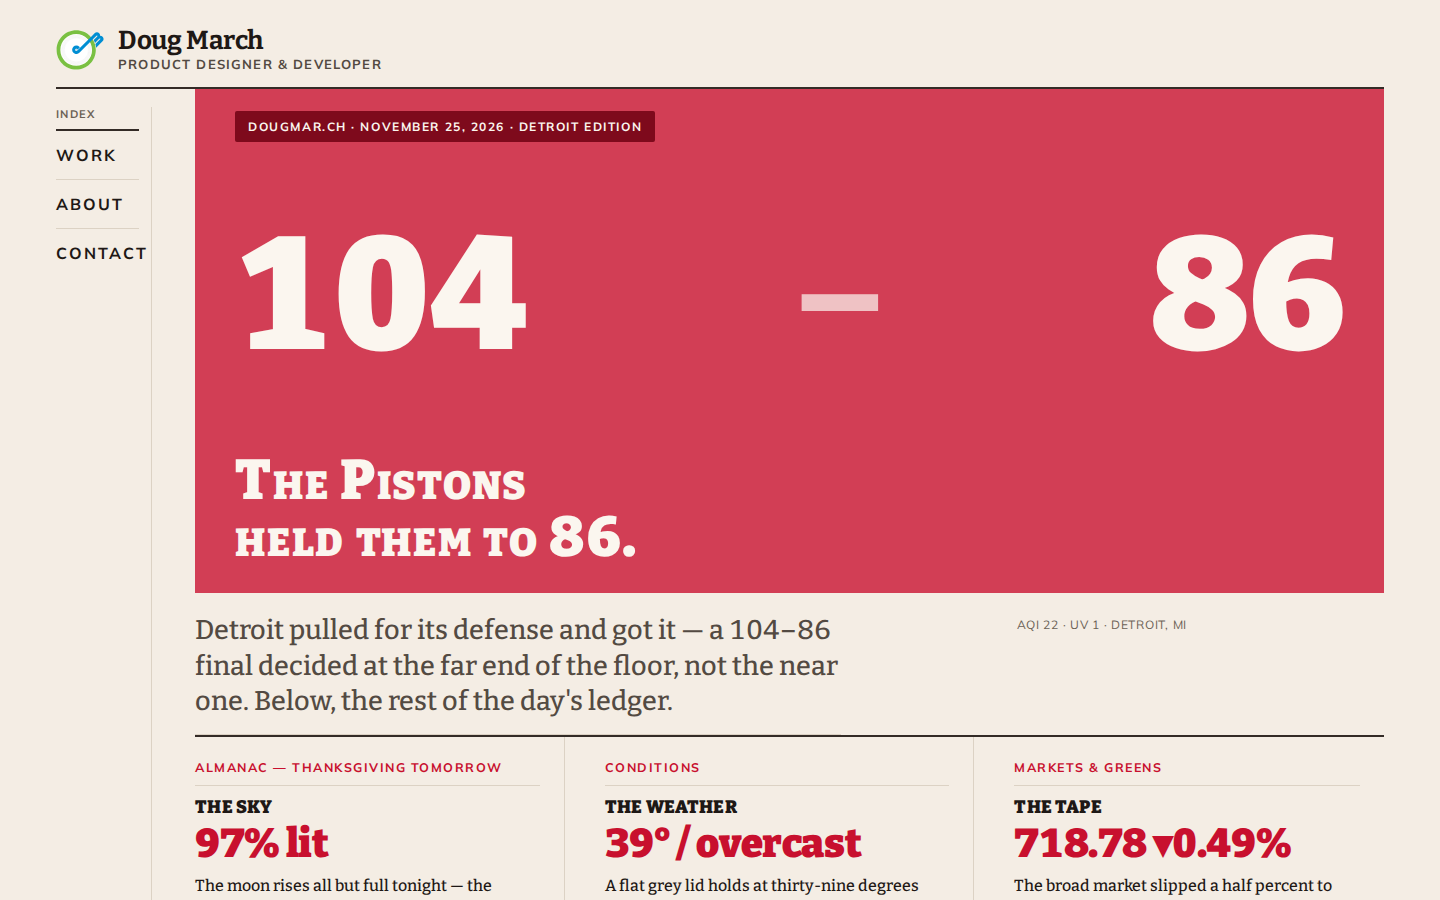 Doug March
PRODUCT DESIGNER & DEVELOPER
INDEX
WORK
ABOUT
CONTACT
DOUGMAR.CH · NOVEMBER 25, 2026 · DETROIT EDITION
104 – 86
The Pistons
held them to 86.
Detroit pulled for its defense and got it — a 104–86
final decided at the far end of the floor, not the near
one. Below, the rest of the day's ledger.
AQI 22 · UV 1 · DETROIT, MI
ALMANAC — THANKSGIVING TOMORROW
THE SKY
97% lit
The moon rises all but full tonight — the
CONDITIONS
THE WEATHER
39° / overcast
A flat grey lid holds at thirty-nine degrees
MARKETS & GREENS
THE TAPE
718.78 ▾0.49%
The broad market slipped a half percent to